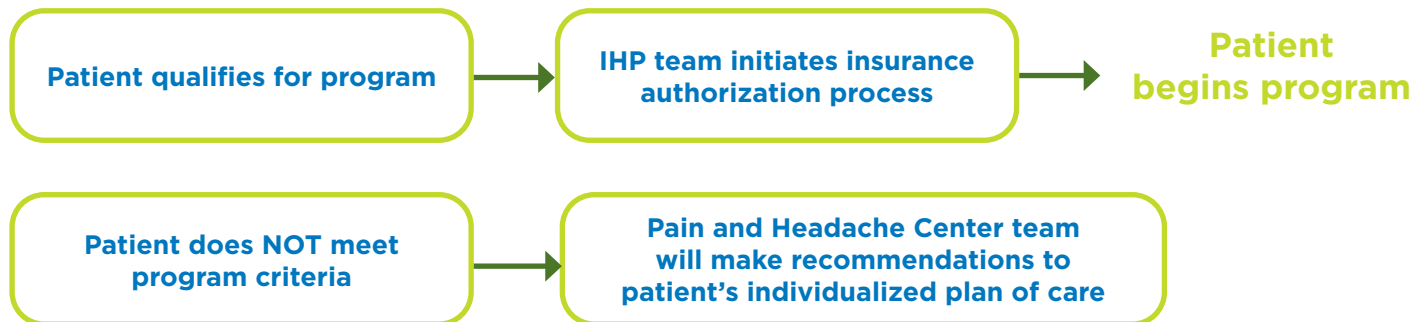 Patient qualifies for program
IHP team initiates insurance
authorization process
Patient
begins program
Patient does NOT meet
program criteria
Pain and Headache Center team
will make recommendations to
patient’s individualized plan of care